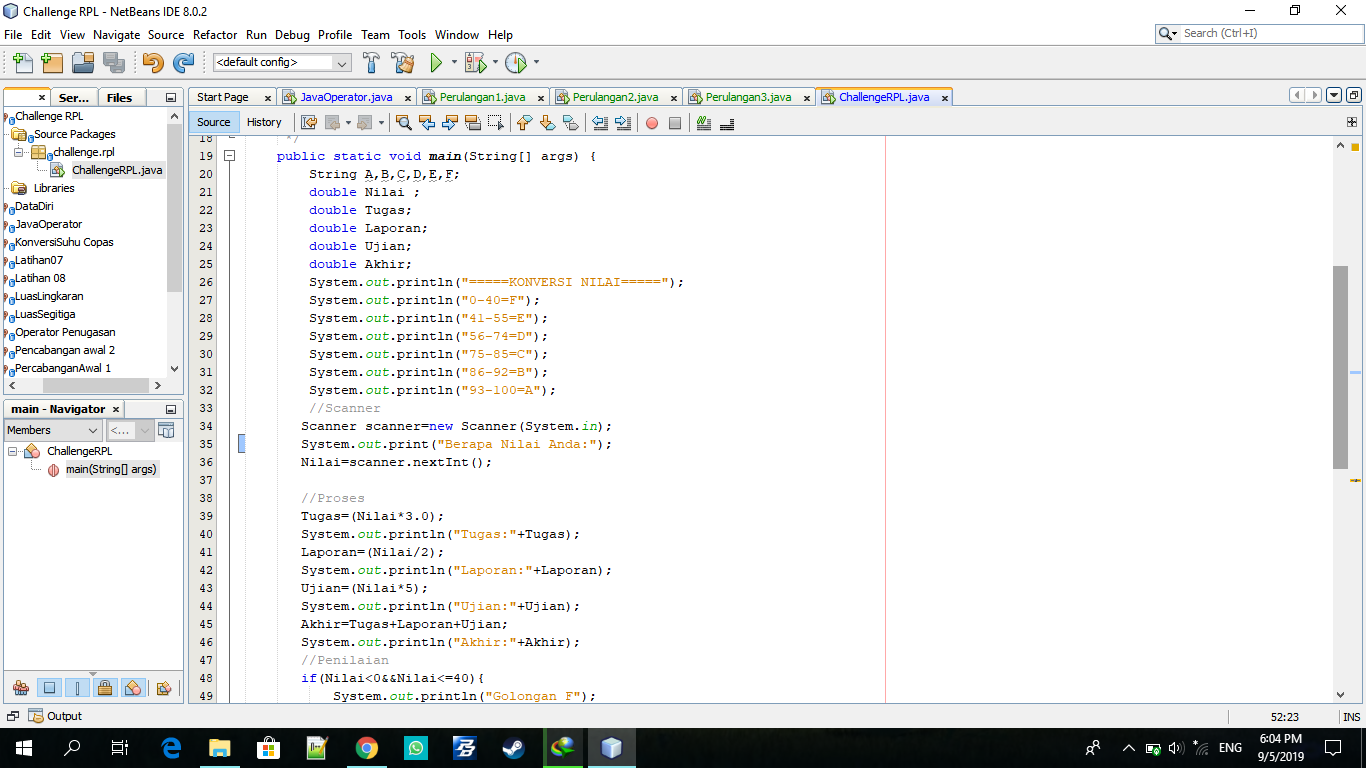 Challenge RPL - NetBeans IDE 8.0.2
File Edit View Navigate Source Refactor Run Debug Profile Team Tools Window Help
Search (Ctrl+I)
<default config>
Ser... Files
Start Page JavaOperator.java Perulangan1.java Perulangan2.java Perulangan3.java ChallengeRPL.java
Source History
Challenge RPL
Source Packages
challenge.rpl
ChallengeRPL.java
Libraries
DataDiri
JavaOperator
KonversiSuhu Copas
Latihan07
Latihan 08
LuasLingkaran
LuasSegitiga
Operator Penugasan
Pencabangan awal 2
PercabanganAwal 1
main - Navigator
Members <...
ChallengeRPL
main(String[] args)
18 */
19 public static void main(String[] args) {
20 String A,B,C,D,E,F;
21 double Nilai ;
22 double Tugas;
23 double Laporan;
24 double Ujian;
25 double Akhir;
26 System.out.println("=====KONVERSI NILAI=====");
27 System.out.println("0-40=F");
28 System.out.println("41-55=E");
29 System.out.println("56-74=D");
30 System.out.println("75-85=C");
31 System.out.println("86-92=B");
32 System.out.println("93-100=A");
33 //Scanner
34 Scanner scanner=new Scanner(System.in);
35 System.out.print("Berapa Nilai Anda:");
36 Nilai=scanner.nextInt();
37
38 //Proses
39 Tugas=(Nilai*3.0);
40 System.out.println("Tugas:"+Tugas);
41 Laporan=(Nilai/2);
42 System.out.println("Laporan:"+Laporan);
43 Ujian=(Nilai*5);
44 System.out.println("Ujian:"+Ujian);
45 Akhir=Tugas+Laporan+Ujian;
46 System.out.println("Akhir:"+Akhir);
47 //Penilaian
48 if(Nilai<0&&Nilai<=40){
49 System.out.println("Golongan F");
Output
52:23 INS
ENG
6:04 PM
9/5/2019